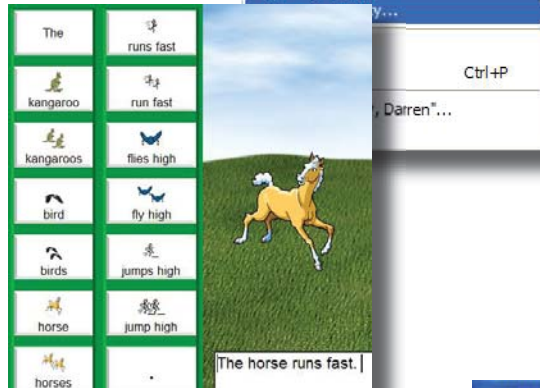 The
runs fast
kangaroo
run fast
kangaroos
flies high
bird
fly high
birds
jumps high
horse
jump high
horses
.
The horse runs fast.
Ctrl+P
, Darren"...